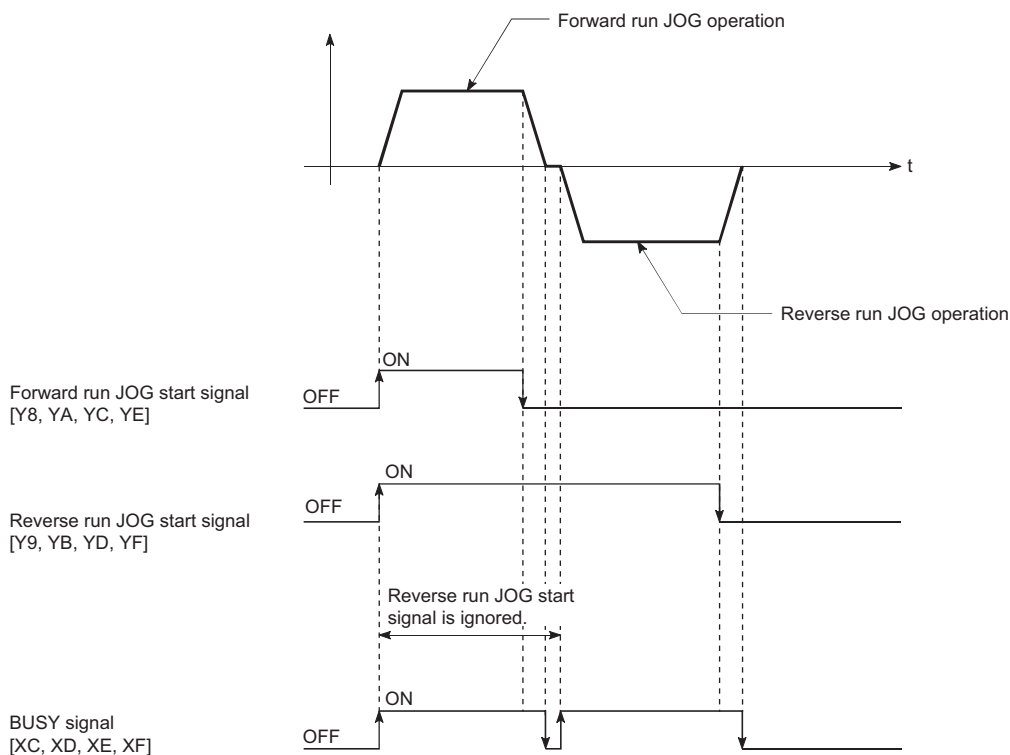 Forward run JOG operation
t
Reverse run JOG operation
ON
Forward run JOG start signal
OFF
[Y8, YA, YC, YE]
ON
OFF
Reverse run JOG start signal
[Y9, YB, YD, YF]
Reverse run JOG start
signal is ignored.
ON
BUSY signal
OFF
[XC, XD, XE, XF]